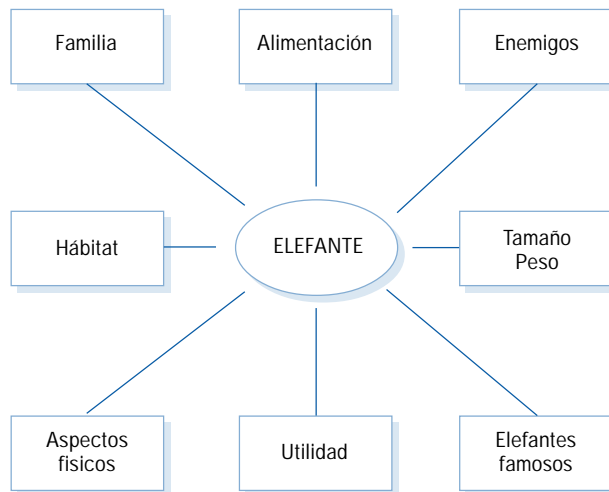 Familia
Alimentación
Enemigos
Hábitat
ELEFANTE
Tamaño
Peso
Aspectos
fisicos
Utilidad
Elefantes
famosos